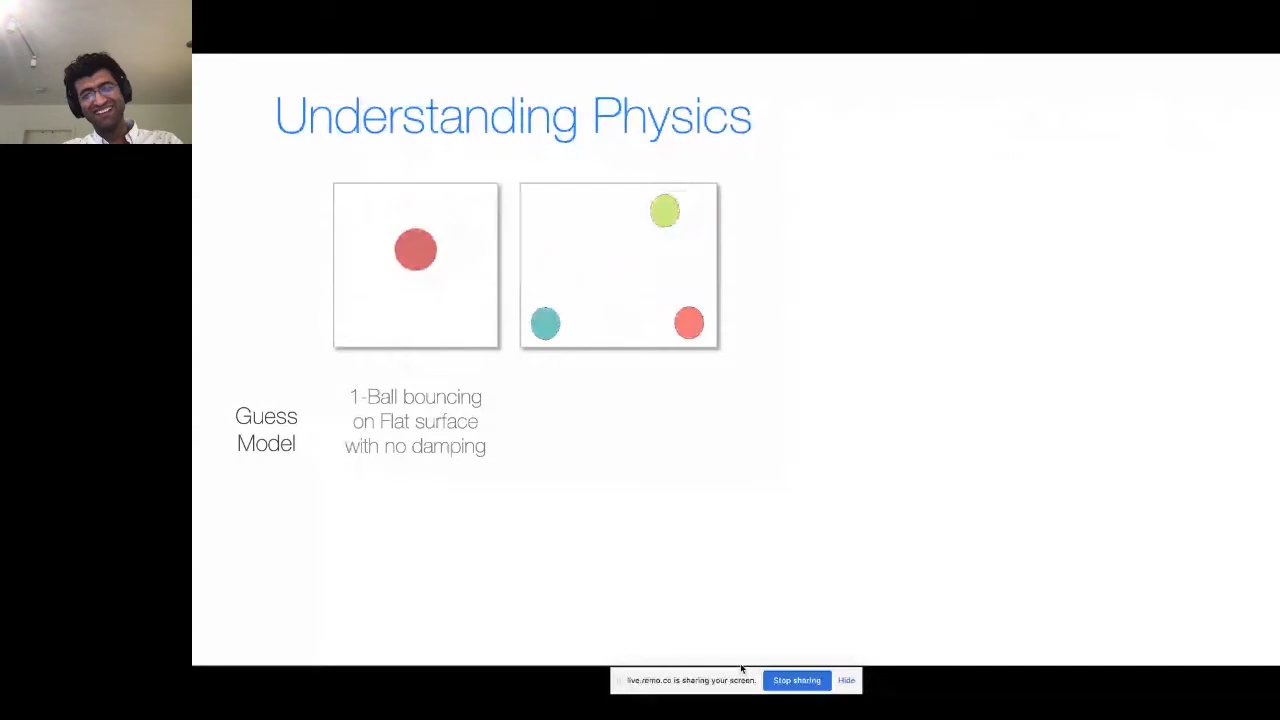 Understanding Physics
Guess
Model
1-Ball bouncing
on Flat surface
with no damping
live.remo.co is sharing your screen.
Stop sharing
Hide